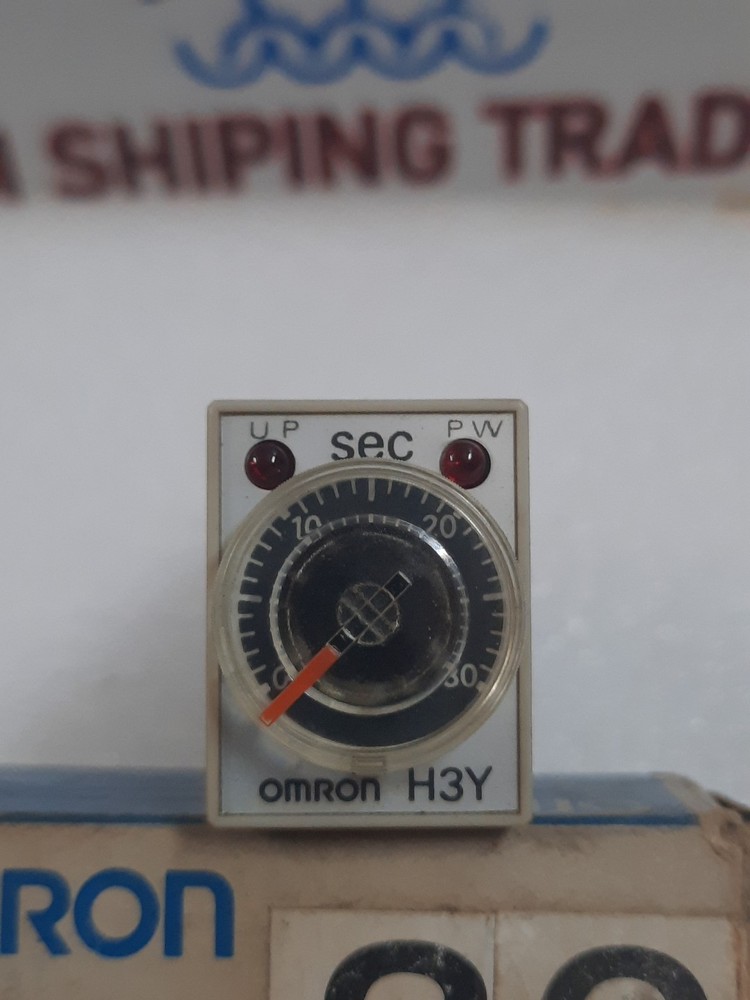 SHIPING TRAD
UP sec PW
10 20
0 30
OMRON H3Y
RON